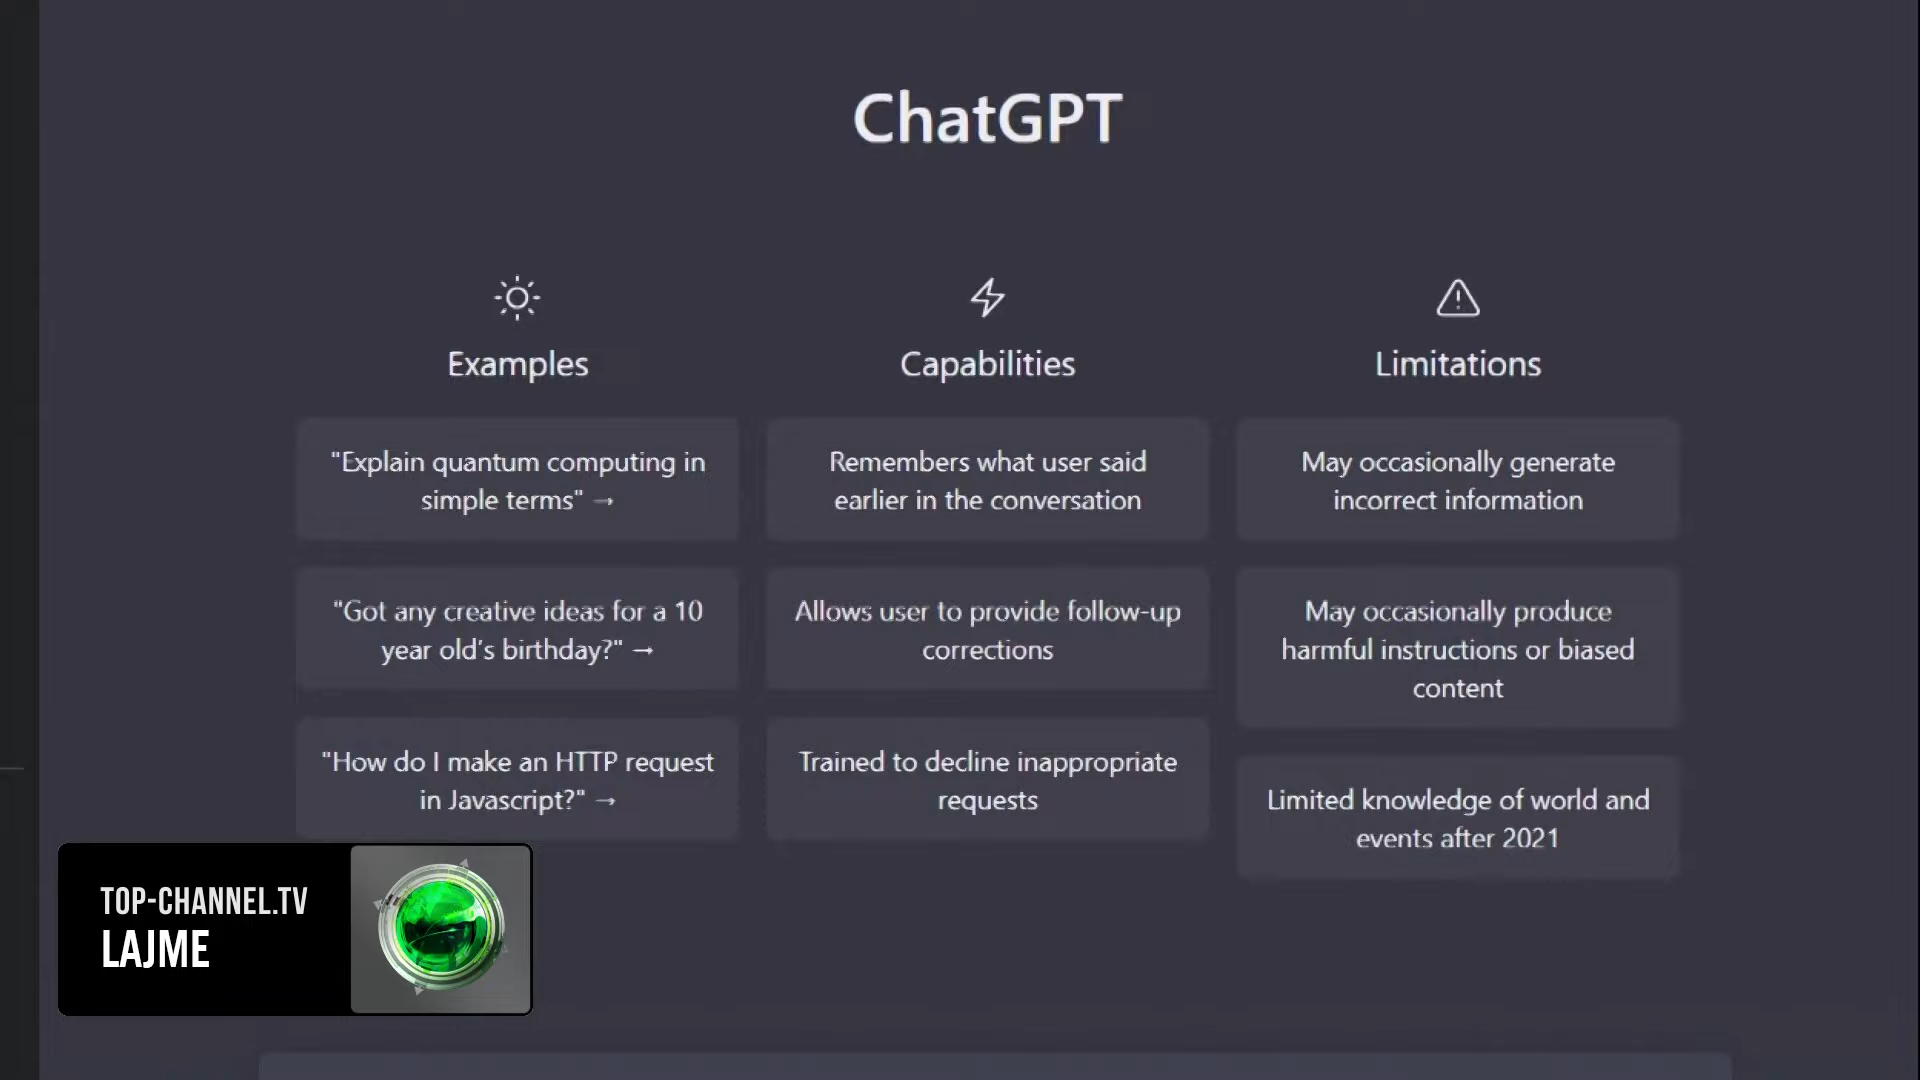 ChatGPT
Examples
"Explain quantum computing in
simple terms" →
"Got any creative ideas for a 10
year old's birthday?" →
"How do I make an HTTP request
in Javascript?" →
Capabilities
Remembers what user said
earlier in the conversation
Allows user to provide follow-up
corrections
Trained to decline inappropriate
requests
Limitations
May occasionally generate
incorrect information
May occasionally produce
harmful instructions or biased
content
Limited knowledge of world and
events after 2021
TOP-CHANNEL.TV
LAJME